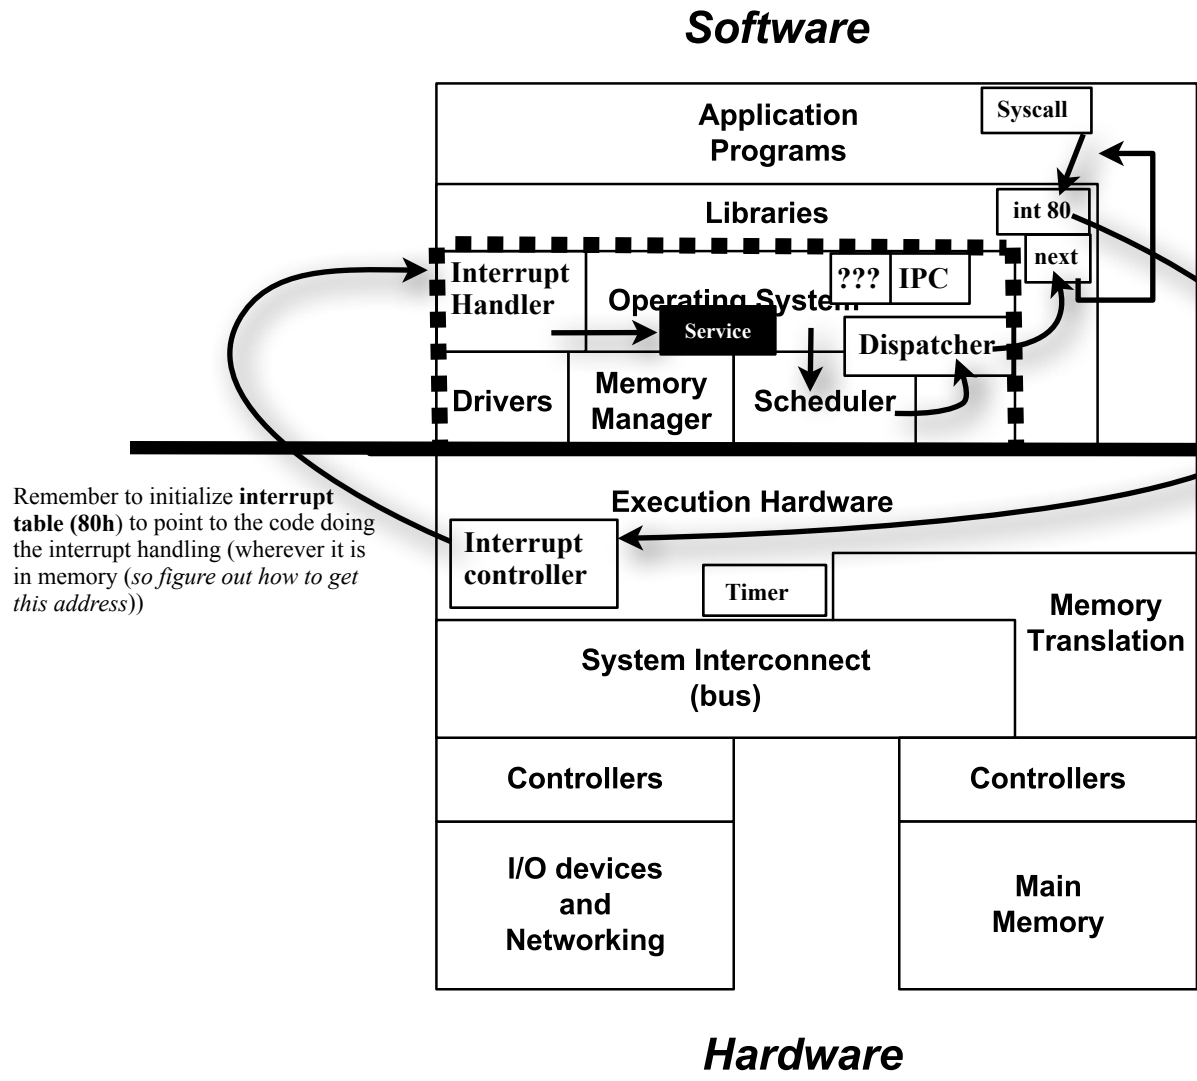 Software
Application
Programs
Syscall
Libraries
int 80
next
Interrupt
Handler
Operating System
???
IPC
Service
Dispatcher
Drivers
Memory
Manager
Scheduler
Remember to initialize interrupt
table (80h) to point to the code doing
the interrupt handling (wherever it is
in memory (so figure out how to get
this address))
Execution Hardware
Interrupt
controller
Timer
Memory
Translation
System Interconnect
(bus)
Controllers
Controllers
I/O devices
and
Networking
Main
Memory
Hardware